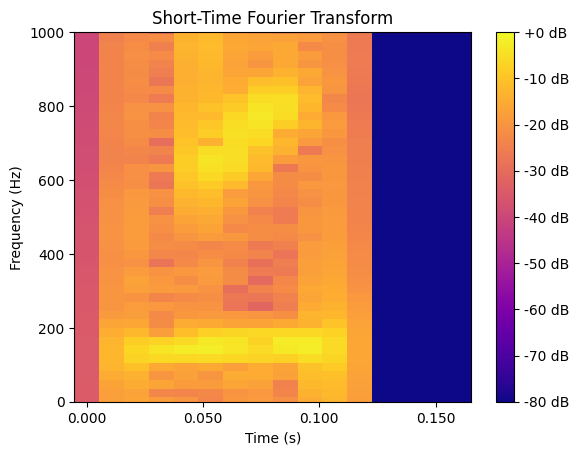 Short-Time Fourier Transform
Frequency (Hz)
1000
800
600
400
200
0
0.000
0.050
0.100
0.150
Time (s)
+0 dB
-10 dB
-20 dB
-30 dB
-40 dB
-50 dB
-60 dB
-70 dB
-80 dB